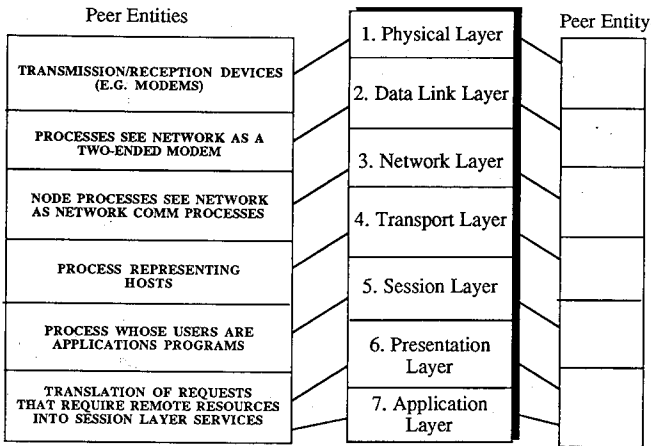 Peer Entities
TRANSMISSION/RECEPTION DEVICES
(E.G. MODEMS)
PROCESSES SEE NETWORK AS A
TWO-ENDED MODEM
NODE PROCESSES SEE NETWORK
AS NETWORK COMM PROCESSES
PROCESS REPRESENTING
HOSTS
PROCESS WHOSE USERS ARE
APPLICATIONS PROGRAMS
TRANSLATION OF REQUESTS
THAT REQUIRE REMOTE RESOURCES
INTO SESSION LAYER SERVICES
1. Physical Layer
2. Data Link Layer
3. Network Layer
4. Transport Layer
5. Session Layer
6. Presentation
Layer
7. Application
Layer
Peer Entity